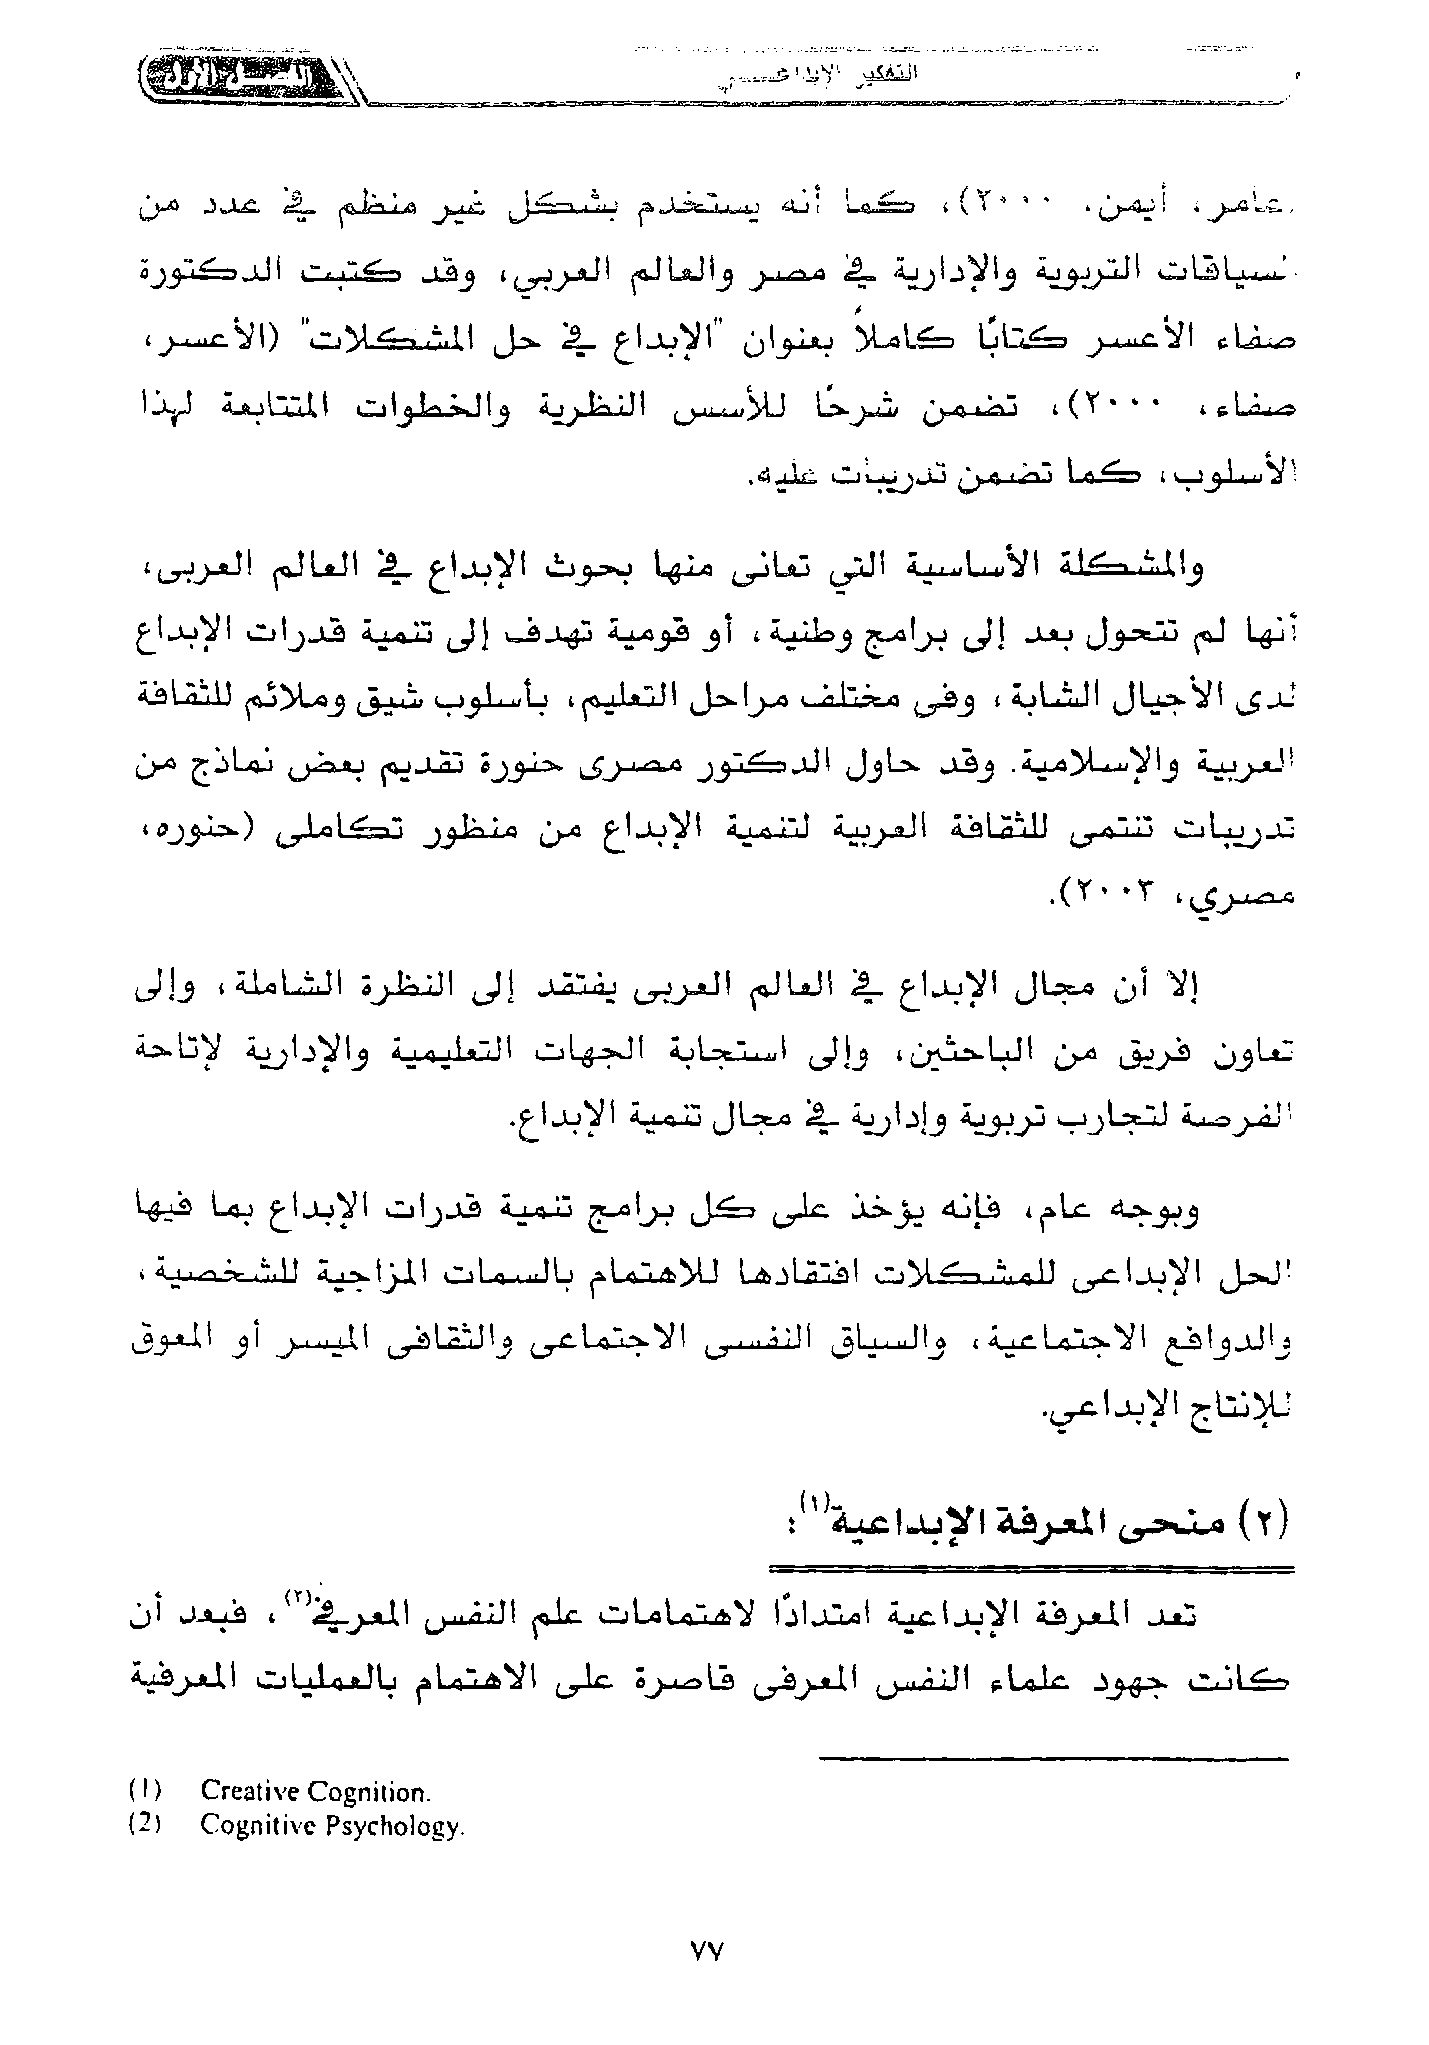 التفكير الإبداعي
الفصل الأول
عامر، أيمن، ٢٠٠٠)، كما أنه يستخدم بشكل غير منظم في عدد من
السياقات التربوية والإدارية في مصر والعالم العربي، وقد كتبت الدكتورة
صفاء الأعسر كتابًا كاملاً بعنوان "الإبداع في حل المشكلات" (الأعسر،
صفاء، ٢٠٠٠)، تضمن شرحًا للأسس النظرية والخطوات المتتابعة لهذا
الأسلوب، كما تضمن تدريبات عليه.
والمشكلة الأساسية التي تعانى منها بحوث الإبداع في العالم العربى،
أنها لم تتحول بعد إلى برامج وطنية، أو قومية تهدف إلى تنمية قدرات الإبداع
لدى الأجيال الشابة، وفى مختلف مراحل التعليم، بأسلوب شيق وملائم للثقافة
العربية والإسلامية. وقد حاول الدكتور مصرى حنورة تقديم بعض نماذج من
تدريبات تنتمى للثقافة العربية لتنمية الإبداع من منظور تكاملى (حنوره،
مصري، ٢٠٠٣).
إلا أن مجال الإبداع في العالم العربى يفتقد إلى النظرة الشاملة، وإلى
تعاون فريق من الباحثين، وإلى استجابة الجهات التعليمية والإدارية لإتاحة
الفرصة لتجارب تربوية وإدارية في مجال تنمية الإبداع.
وبوجه عام، فإنه يؤخذ على كل برامج تنمية قدرات الإبداع بما فيها
الحل الإبداعى للمشكلات افتقادها للاهتمام بالسمات المزاجية للشخصية،
والدوافع الاجتماعية، والسياق النفسى الاجتماعى والثقافى الميسر أو المعوق
للإنتاج الإبداعي.
(٢) منحى المعرفة الإبداعية(١):
تعد المعرفة الإبداعية امتدادًا لاهتمامات علم النفس المعرفي(٢)، فبعد أن
كانت جهود علماء النفس المعرفى قاصرة على الاهتمام بالعمليات المعرفية
(1) Creative Cognition.
(2) Cognitive Psychology.
٧٧